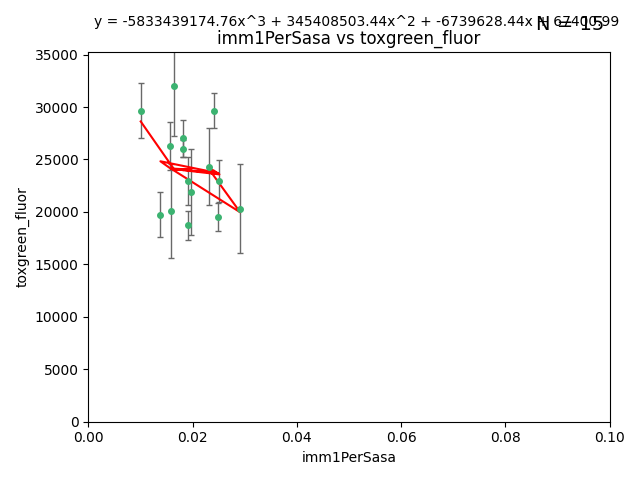 y = -5833439174.76x^3 + 345408503.44x^2 + -6739628.44x + 67400.99
N = 15
imm1PerSasa vs toxgreen_fluor
35000
30000
25000
20000
15000
10000
5000
0
toxgreen_fluor
0.00 0.02 0.04 0.06 0.08 0.10
imm1PerSasa